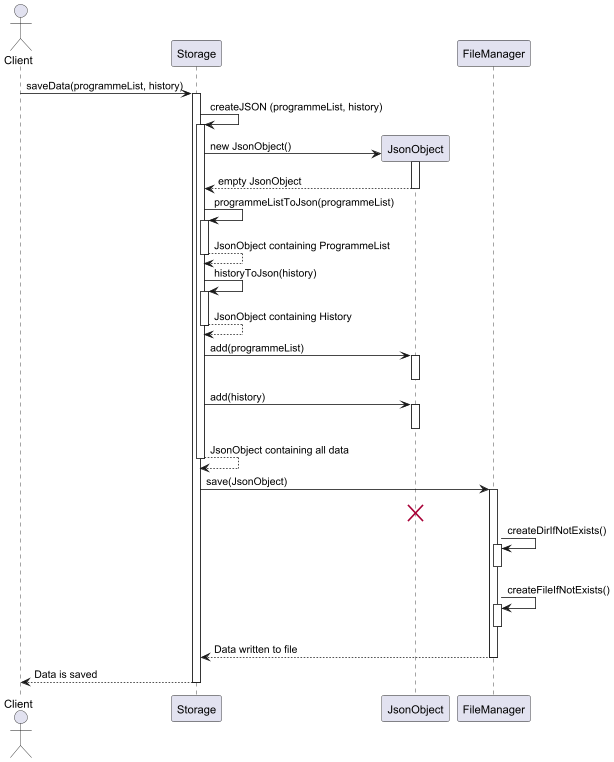 Client
Storage
FileManager
saveData(programmeList, history)
createJSON (programmeList, history)
new JsonObject()
JsonObject
empty JsonObject
programmeListToJson(programmeList)
JsonObject containing ProgrammeList
historyToJson(history)
JsonObject containing History
add(programmeList)
add(history)
JsonObject containing all data
save(JsonObject)
createDirIfNotExists()
createFileIfNotExists()
Data written to file
Data is saved
Client
Storage
JsonObject
FileManager